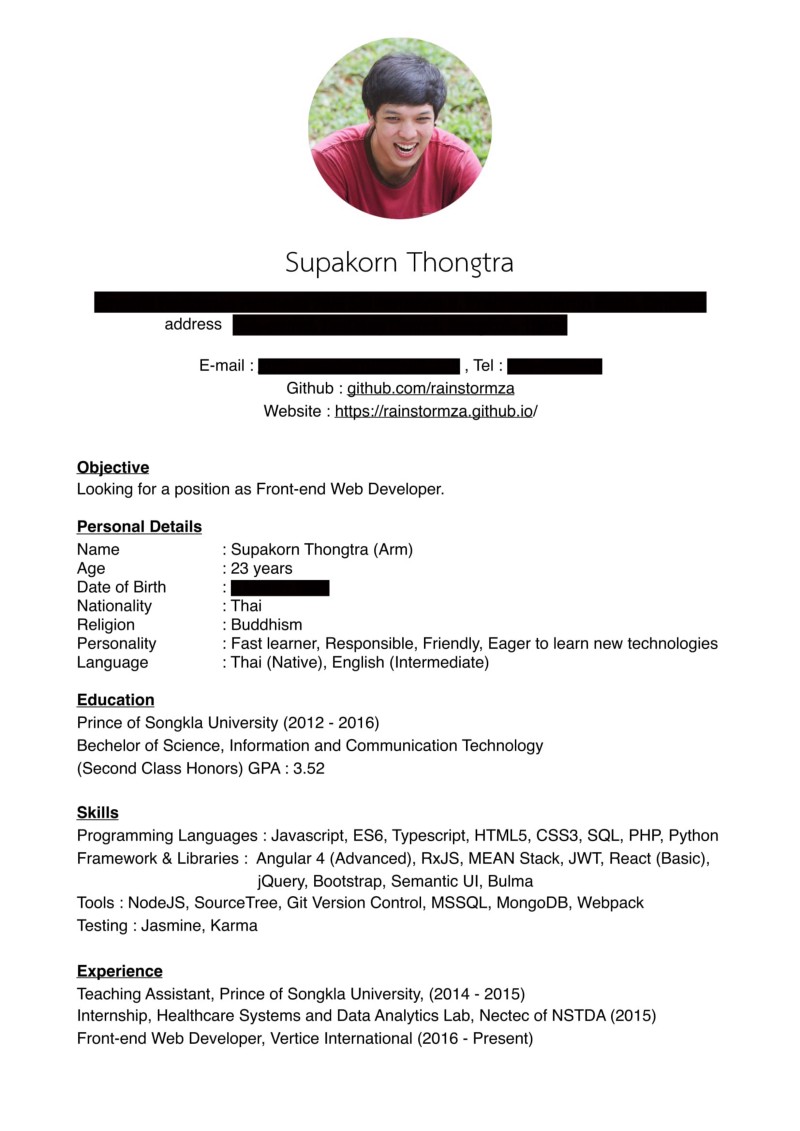 Supakorn Thongtra
address
E-mail : , Tel :
Github : github.com/rainstormza
Website : https://rainstormza.github.io/
Objective
Looking for a position as Front-end Web Developer.
Personal Details
Name : Supakorn Thongtra (Arm)
Age : 23 years
Date of Birth :
Nationality : Thai
Religion : Buddhism
Personality : Fast learner, Responsible, Friendly, Eager to learn new technologies
Language : Thai (Native), English (Intermediate)
Education
Prince of Songkla University (2012 - 2016)
Bechelor of Science, Information and Communication Technology
(Second Class Honors) GPA : 3.52
Skills
Programming Languages : Javascript, ES6, Typescript, HTML5, CSS3, SQL, PHP, Python
Framework & Libraries : Angular 4 (Advanced), RxJS, MEAN Stack, JWT, React (Basic),
jQuery, Bootstrap, Semantic UI, Bulma
Tools : NodeJS, SourceTree, Git Version Control, MSSQL, MongoDB, Webpack
Testing : Jasmine, Karma
Experience
Teaching Assistant, Prince of Songkla University, (2014 - 2015)
Internship, Healthcare Systems and Data Analytics Lab, Nectec of NSTDA (2015)
Front-end Web Developer, Vertice International (2016 - Present)